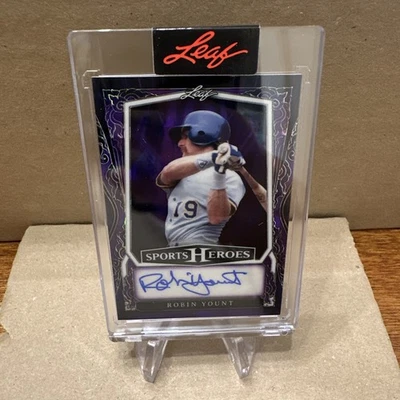 Leaf
Leaf
19
SPORTS HEROES
Robin Yount
ROBIN YOUNT